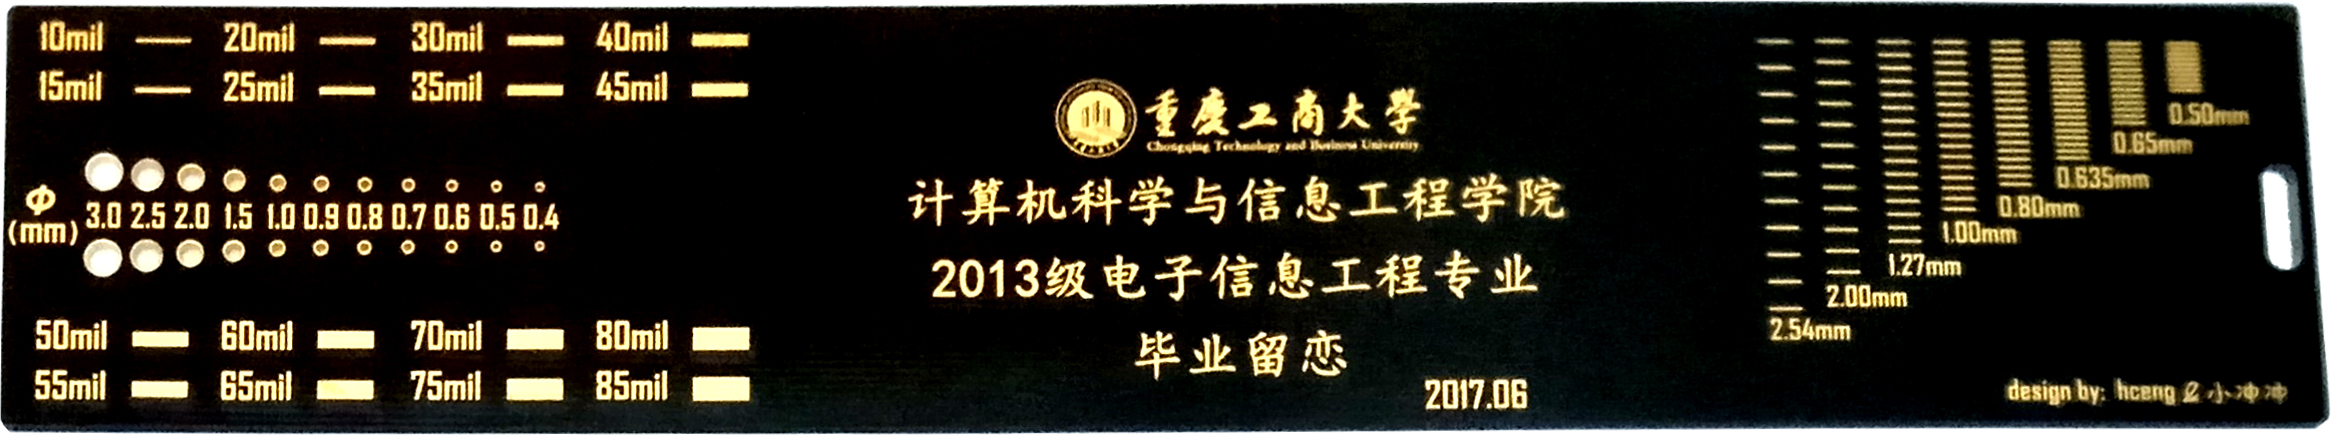 10mil 20mil 30mil 40mil
15mil 25mil 35mil 45mil
Φ
(mm)
3.0 2.5 2.0 1.5 1.0 0.9 0.8 0.7 0.6 0.5 0.4
50mil 60mil 70mil 80mil
55mil 65mil 75mil 85mil
重庆工商大学
Chongqing Technology and Business University
计算机科学与信息工程学院
2013级电子信息工程专业
毕业留恋
2017.06
0.50mm
0.65mm
0.635mm
0.80mm
1.00mm
1.27mm
2.00mm
2.54mm
design by: hceng 小冲冲